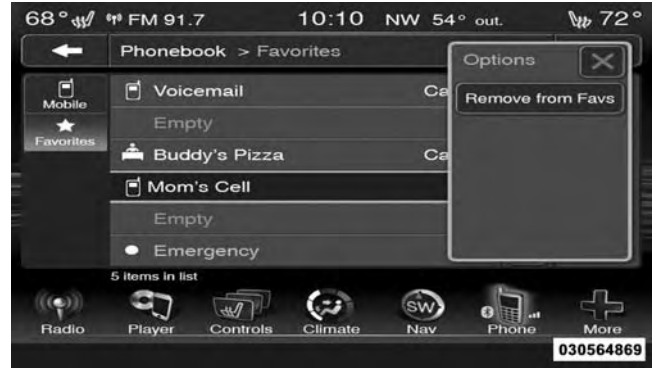 68° FM 91.7 10:10 NW 54° out. 72°
Phonebook > Favorites
Options
Mobile
Voicemail Ca
Remove from Favs
Empty
Favorites
Buddy's Pizza Ca
Mom's Cell
Empty
Emergency
5 items in list
SW
Radio Player Controls Climate Nav Phone More
030564869